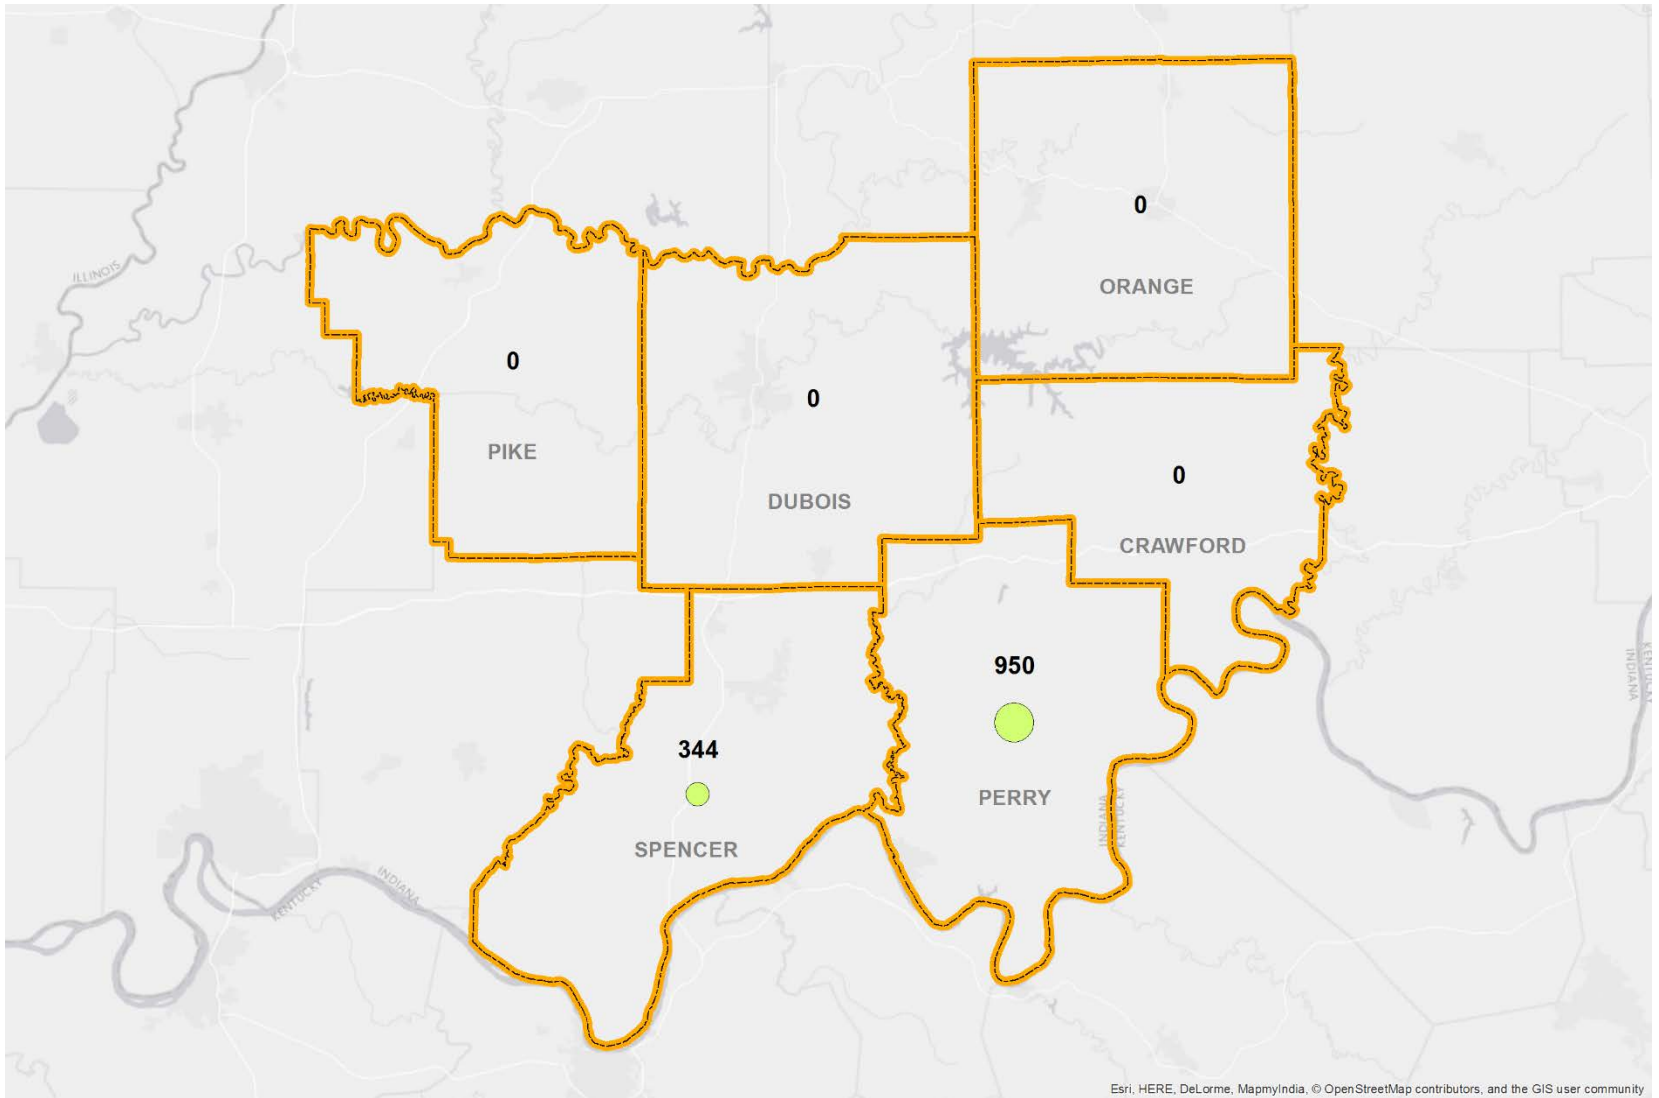 0
ORANGE
ILLINOIS
0
PIKE
0
DUBOIS
0
CRAWFORD
INDIANA
KENTUCKY
950
PERRY
344
SPENCER
INDIANA
KENTUCKY
INDIANA
KENTUCKY
Esri, HERE, DeLorme, MapmyIndia, © OpenStreetMap contributors, and the GIS user community